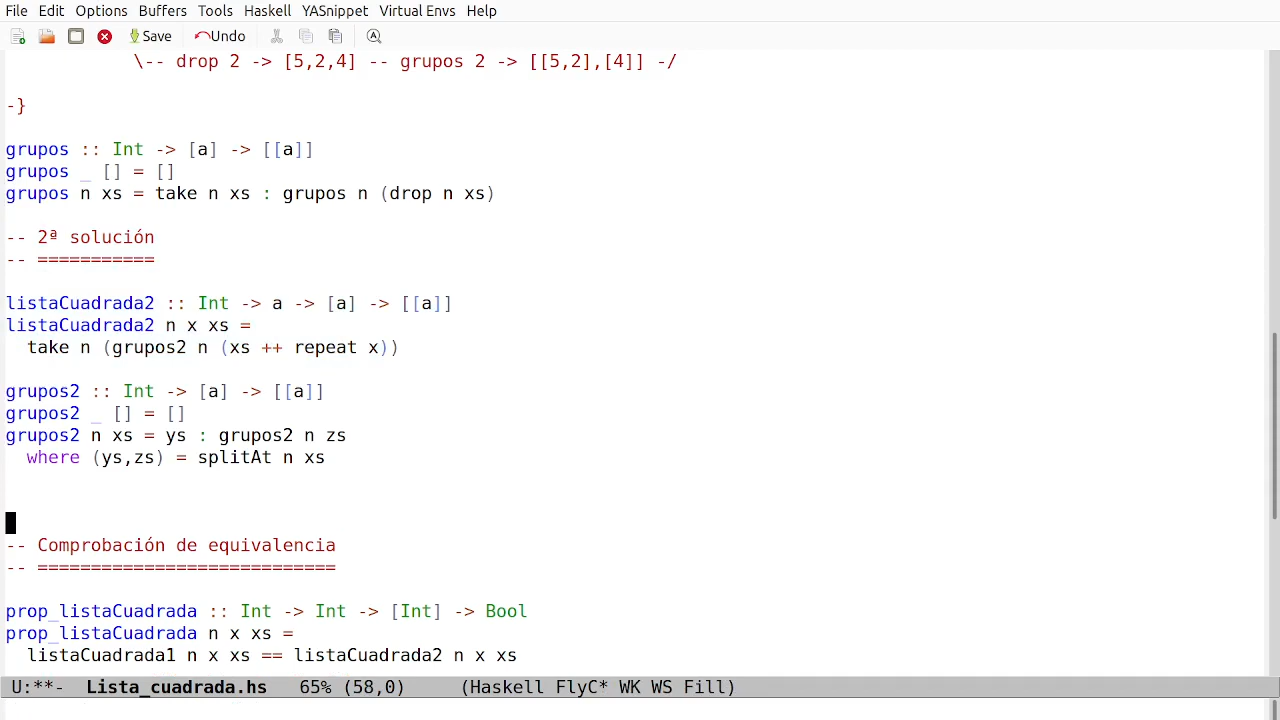 File Edit Options Buffers Tools Haskell YASnippet Virtual Envs Help
Save Undo
\-- drop 2 -> [5,2,4] -- grupos 2 -> [[5,2],[4]] -/
-}
grupos :: Int -> [a] -> [[a]]
grupos _ [] = []
grupos n xs = take n xs : grupos n (drop n xs)
-- 2ª solución
-- ===========
listaCuadrada2 :: Int -> a -> [a] -> [[a]]
listaCuadrada2 n x xs =
  take n (grupos2 n (xs ++ repeat x))
grupos2 :: Int -> [a] -> [[a]]
grupos2 _ [] = []
grupos2 n xs = ys : grupos2 n zs
  where (ys,zs) = splitAt n xs
-- Comprobación de equivalencia
-- ============================
prop_listaCuadrada :: Int -> Int -> [Int] -> Bool
prop_listaCuadrada n x xs =
  listaCuadrada1 n x xs == listaCuadrada2 n x xs
U:**-  Lista_cuadrada.hs   65% (58,0)     (Haskell FlyC* WK WS Fill)